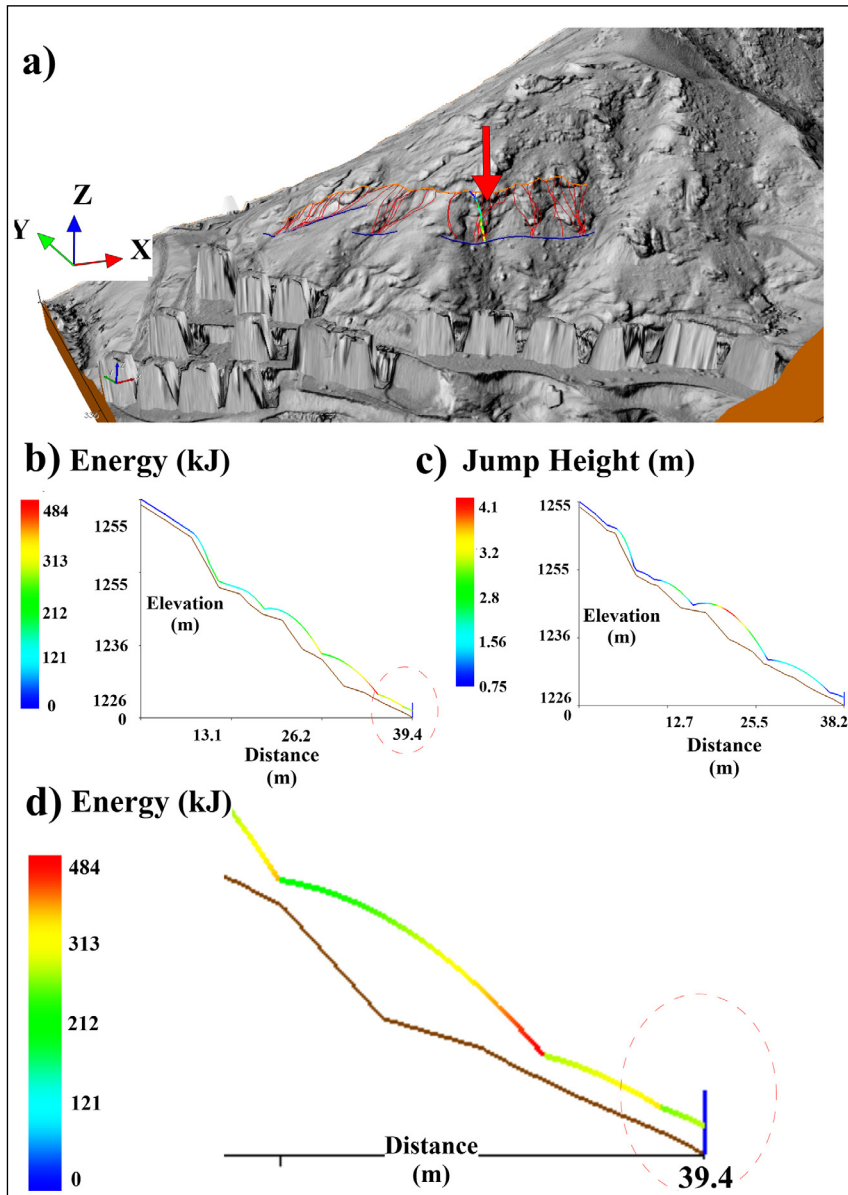 a)
Z
Y
X
b) Energy (kJ)
484
313
212
121
0
1255
1255
1236
1226
0
Elevation
(m)
13.1
26.2
39.4
Distance
(m)
c) Jump Height (m)
4.1
3.2
2.8
1.56
0.75
1255
1255
1236
1226
0
Elevation
(m)
12.7
25.5
38.2
Distance
(m)
d) Energy (kJ)
484
313
212
121
0
Distance
(m)
39.4